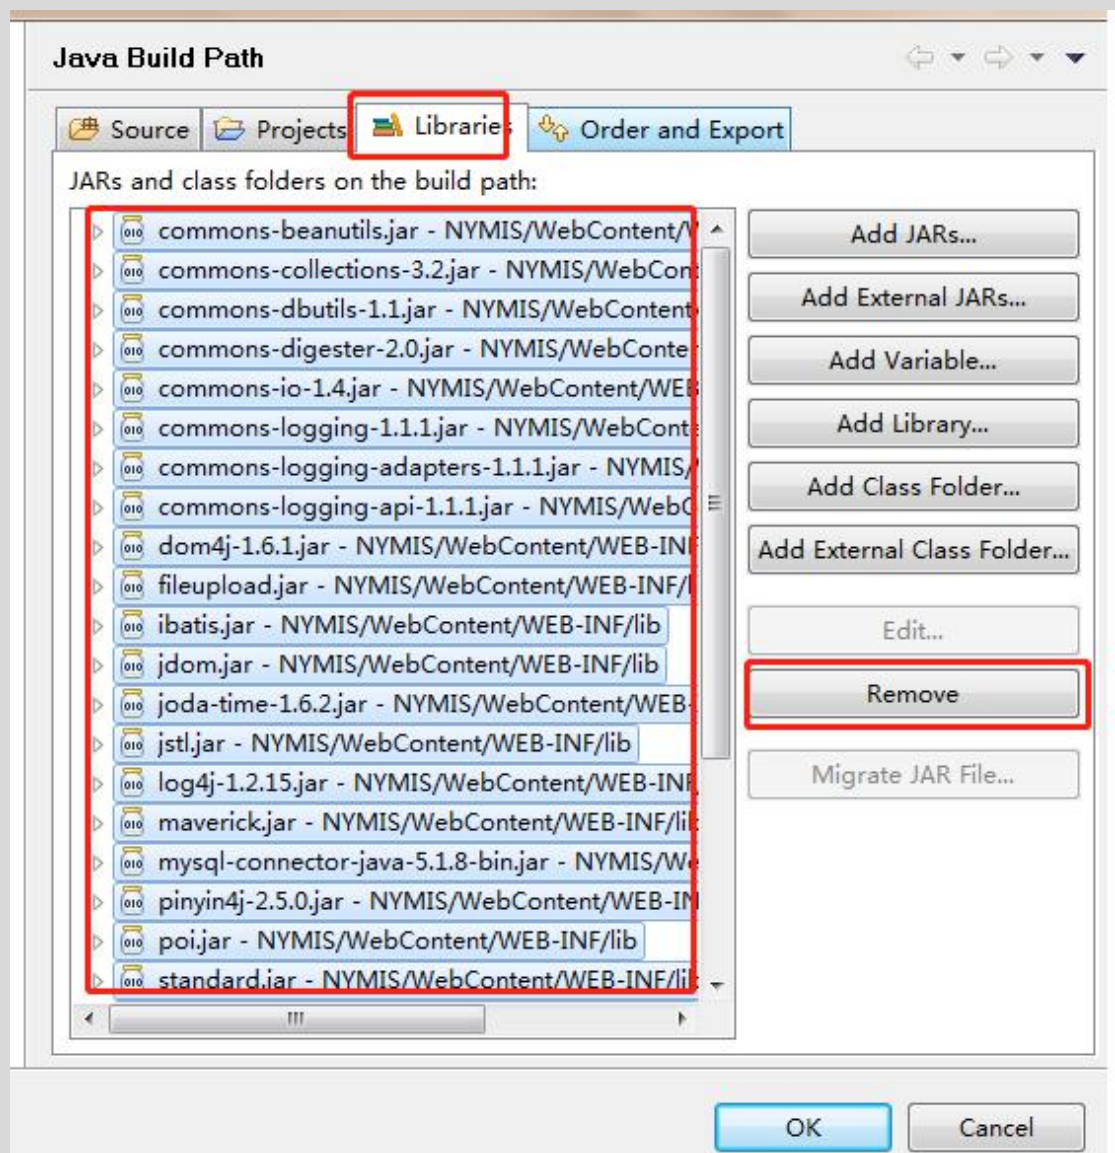 Java Build Path
Source Projects Libraries Order and Export
JARs and class folders on the build path:
commons-beanutils.jar - NYMIS/WebContent/
commons-collections-3.2.jar - NYMIS/WebCont
commons-dbutils-1.1.jar - NYMIS/WebContent
commons-digester-2.0.jar - NYMIS/WebConte
commons-io-1.4.jar - NYMIS/WebContent/WEB
commons-logging-1.1.1.jar - NYMIS/WebConte
commons-logging-adapters-1.1.1.jar - NYMIS/
commons-logging-api-1.1.1.jar - NYMIS/WebC
dom4j-1.6.1.jar - NYMIS/WebContent/WEB-INF
fileupload.jar - NYMIS/WebContent/WEB-INF/l
ibatis.jar - NYMIS/WebContent/WEB-INF/lib
jdom.jar - NYMIS/WebContent/WEB-INF/lib
joda-time-1.6.2.jar - NYMIS/WebContent/WEB-
jstl.jar - NYMIS/WebContent/WEB-INF/lib
log4j-1.2.15.jar - NYMIS/WebContent/WEB-INF
maverick.jar - NYMIS/WebContent/WEB-INF/lib
mysql-connector-java-5.1.8-bin.jar - NYMIS/We
pinyin4j-2.5.0.jar - NYMIS/WebContent/WEB-IN
poi.jar - NYMIS/WebContent/WEB-INF/lib
standard.jar - NYMIS/WebContent/WEB-INF/lib
Add JARs...
Add External JARs...
Add Variable...
Add Library...
Add Class Folder...
Add External Class Folder...
Edit...
Remove
Migrate JAR File...
OK Cancel